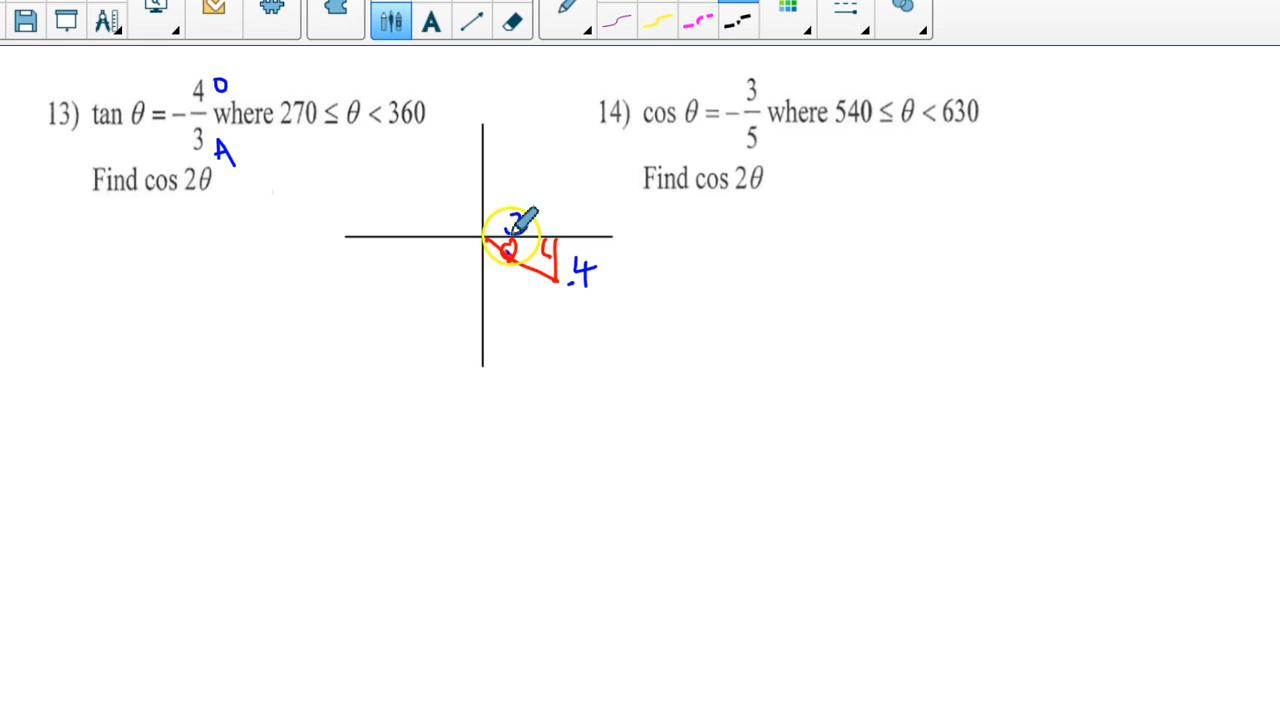 13) tan θ = -4/3 where 270 ≤ θ < 360
O
A
Find cos 2θ
14) cos θ = -3/5 where 540 ≤ θ < 630
Find cos 2θ
3
-4
A